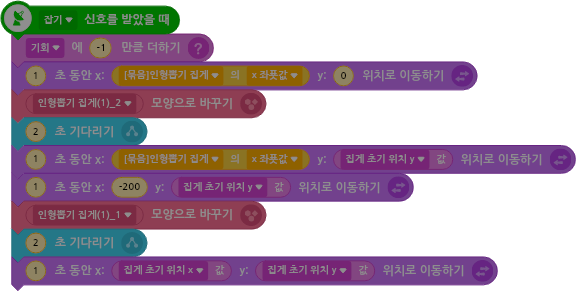 잡기 신호를 받았을 때
기회 에 -1 만큼 더하기 ?
1 초 동안 x: [묶음]인형뽑기 집게 의 x 좌푯값 y: 0 위치로 이동하기
인형뽑기 집게(1)_2 모양으로 바꾸기
2 초 기다리기
1 초 동안 x: [묶음]인형뽑기 집게 의 x 좌푯값 y: 집게 초기 위치 y 값 위치로 이동하기
1 초 동안 x: -200 y: 집게 초기 위치 y 값 위치로 이동하기
인형뽑기 집게(1)_1 모양으로 바꾸기
2 초 기다리기
1 초 동안 x: 집게 초기 위치 x 값 y: 집게 초기 위치 y 값 위치로 이동하기